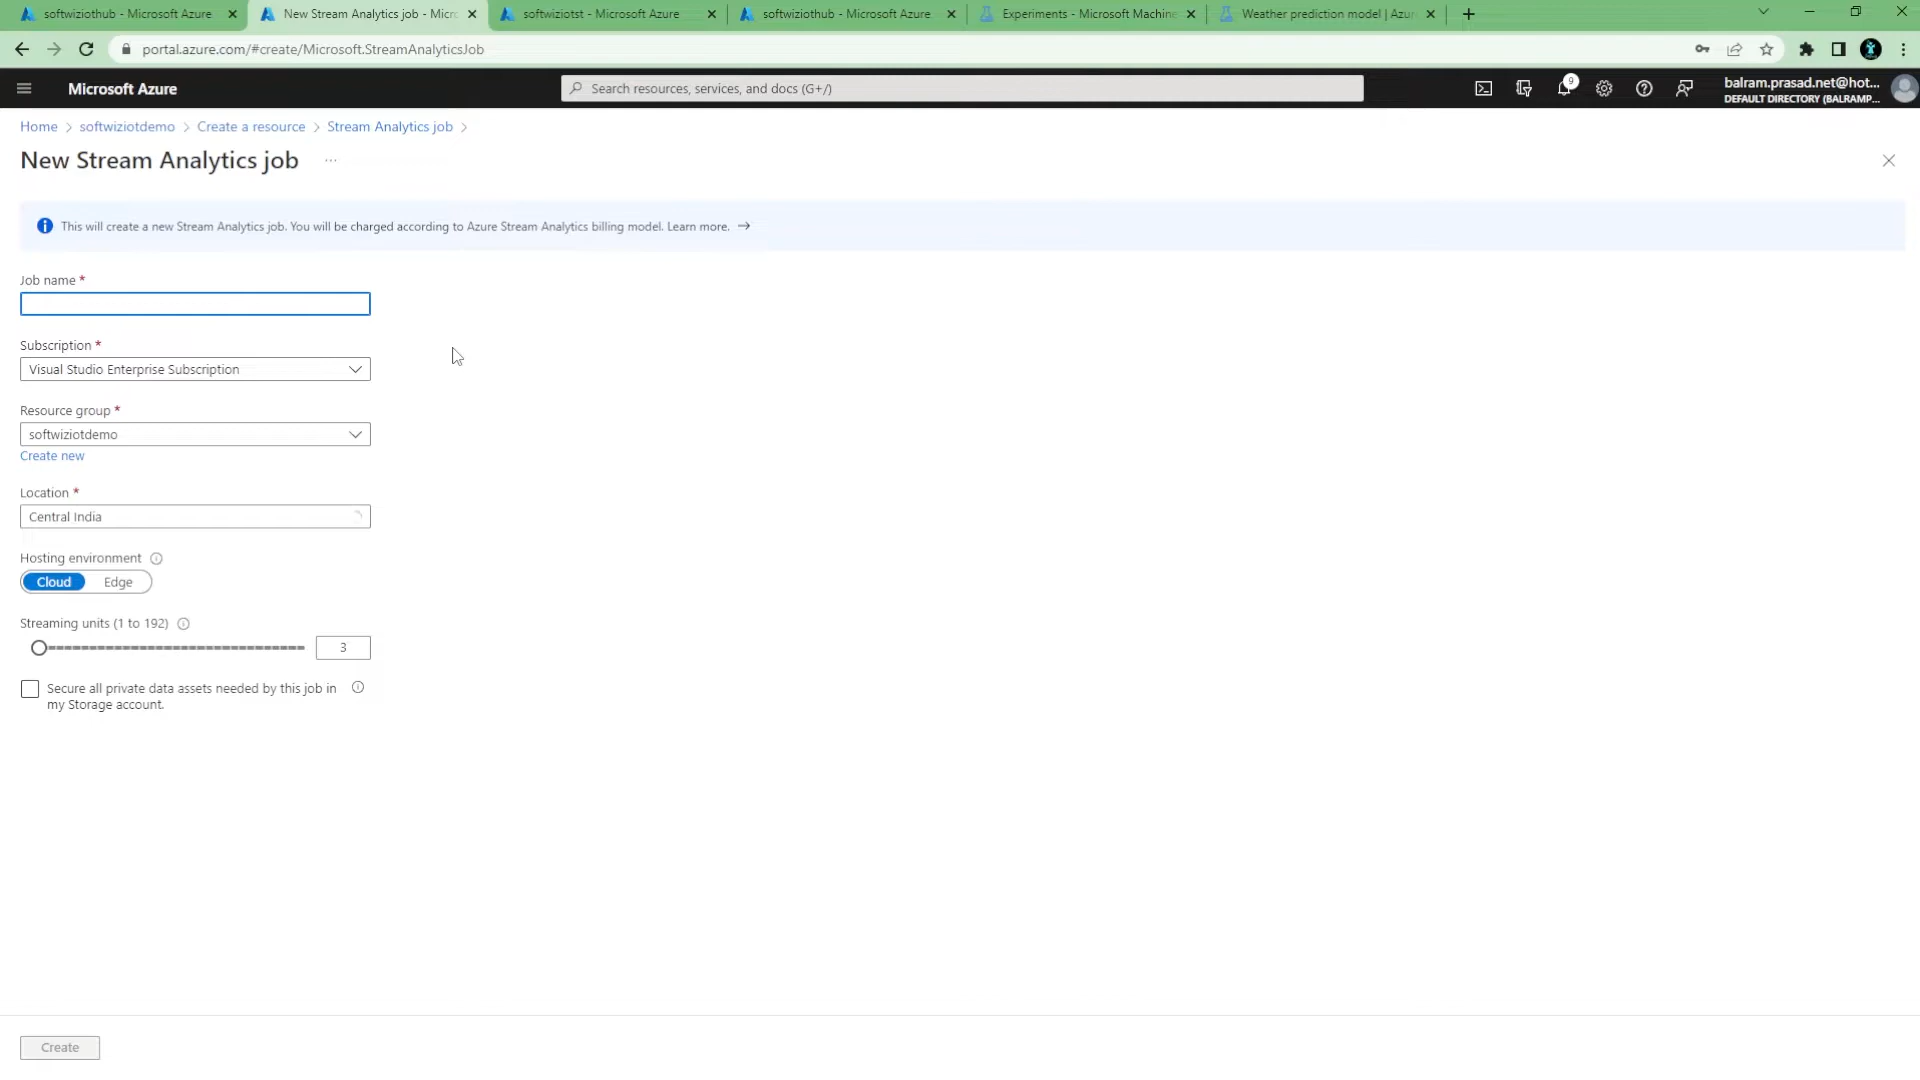 softwiziothub - Microsoft Azure
New Stream Analytics job - Micro
softwiziotst - Microsoft Azure
softwiziothub - Microsoft Azure
Experiments - Microsoft Machine
Weather prediction model | Azur
portal.azure.com/#create/Microsoft.StreamAnalyticsJob
Microsoft Azure
Search resources, services, and docs (G+/)
9
balram.prasad.net@hot...
DEFAULT DIRECTORY (BALRAMP...
Home > softwiziotdemo > Create a resource > Stream Analytics job >
New Stream Analytics job ...
This will create a new Stream Analytics job. You will be charged according to Azure Stream Analytics billing model. Learn more. →
Job name *
Subscription *
Visual Studio Enterprise Subscription
Resource group *
softwiziotdemo
Create new
Location *
Central India
Hosting environment
Cloud Edge
Streaming units (1 to 192)
3
Secure all private data assets needed by this job in
my Storage account.
Create